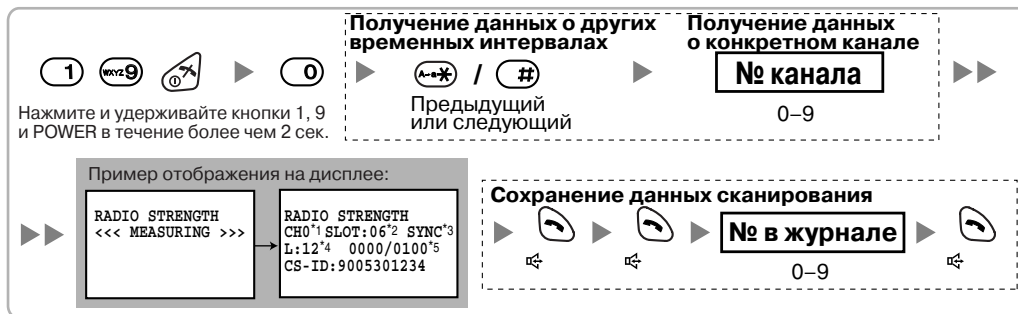 Получение данных о других
временных интервалах
Получение данных
о конкретном канале
1 WXYZ9 0 A→a✱ / #
№ канала
Нажмите и удерживайте кнопки 1, 9
и POWER в течение более чем 2 сек.
Предыдущий
или следующий
0–9
Пример отображения на дисплее:
RADIO STRENGTH
<<< MEASURING >>>
RADIO STRENGTH
CH0*1 SLOT:06*2 SYNC*3
L:12*4 0000/0100*5
CS-ID:9005301234
Сохранение данных сканирования
№ в журнале
0–9